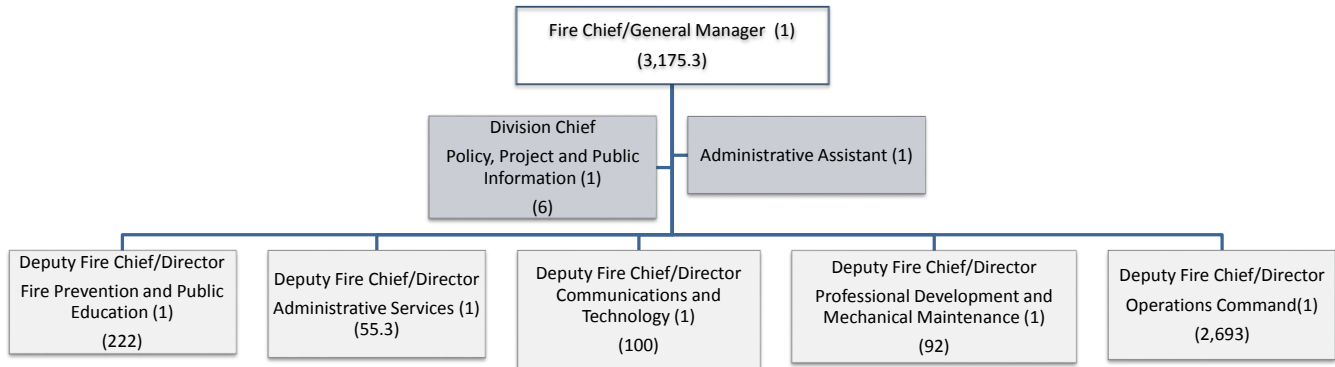 Fire Chief/General Manager (1)
(3,175.3)
Division Chief
Policy, Project and Public
Information (1)
(6)
Administrative Assistant (1)
Deputy Fire Chief/Director
Fire Prevention and Public
Education (1)
(222)
Deputy Fire Chief/Director
Administrative Services (1)
(55.3)
Deputy Fire Chief/Director
Communications and
Technology (1)
(100)
Deputy Fire Chief/Director
Professional Development and
Mechanical Maintenance (1)
(92)
Deputy Fire Chief/Director
Operations Command(1)
(2,693)